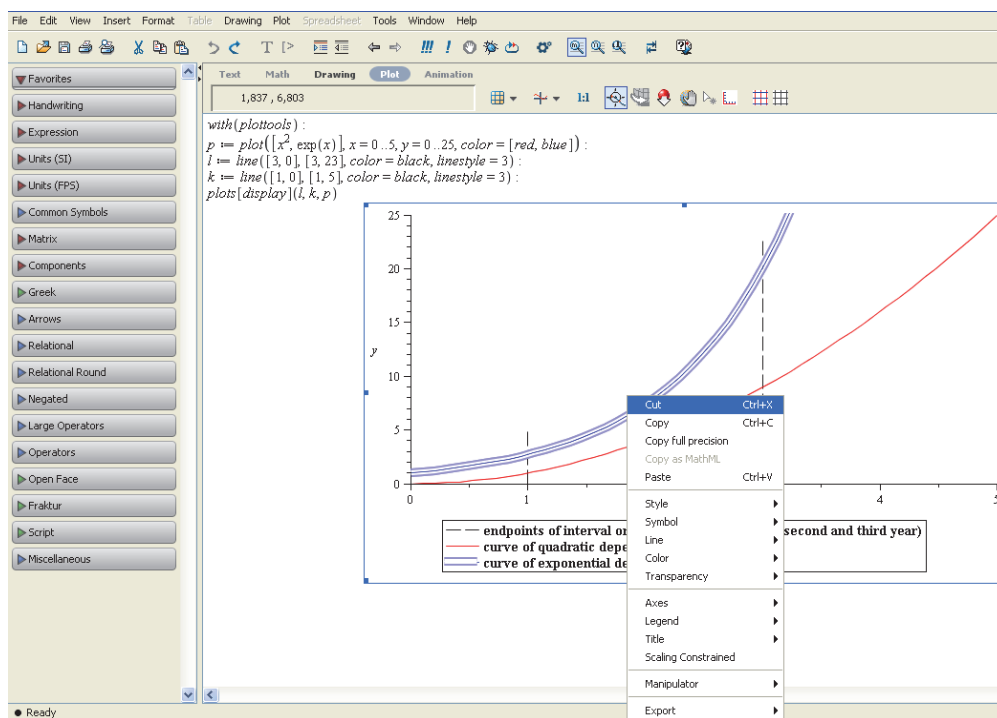 File Edit View Insert Format Table Drawing Plot Spreadsheet Tools Window Help
Favorites
Handwriting
Expression
Units (SI)
Units (FPS)
Common Symbols
Matrix
Components
Greek
Arrows
Relational
Relational Round
Negated
Large Operators
Operators
Open Face
Fraktur
Script
Miscellaneous
Text Math Drawing Plot Animation
1,837 , 6,803
1:1
with(plottools) :
p := plot([x², exp(x)], x = 0..5, y = 0..25, color = [red, blue]) :
l := line([3, 0], [3, 23], color = black, linestyle = 3) :
k := line([1, 0], [1, 5], color = black, linestyle = 3) :
plots[display](l, k, p)
25
20
15
y
10
5
0
0 1 4 5
endpoints of interval or second and third year)
curve of quadratic depe
curve of exponential de
Cut Ctrl+X
Copy Ctrl+C
Copy full precision
Copy as MathML
Paste Ctrl+V
Style
Symbol
Line
Color
Transparency
Axes
Legend
Title
Scaling Constrained
Manipulator
Export
Ready